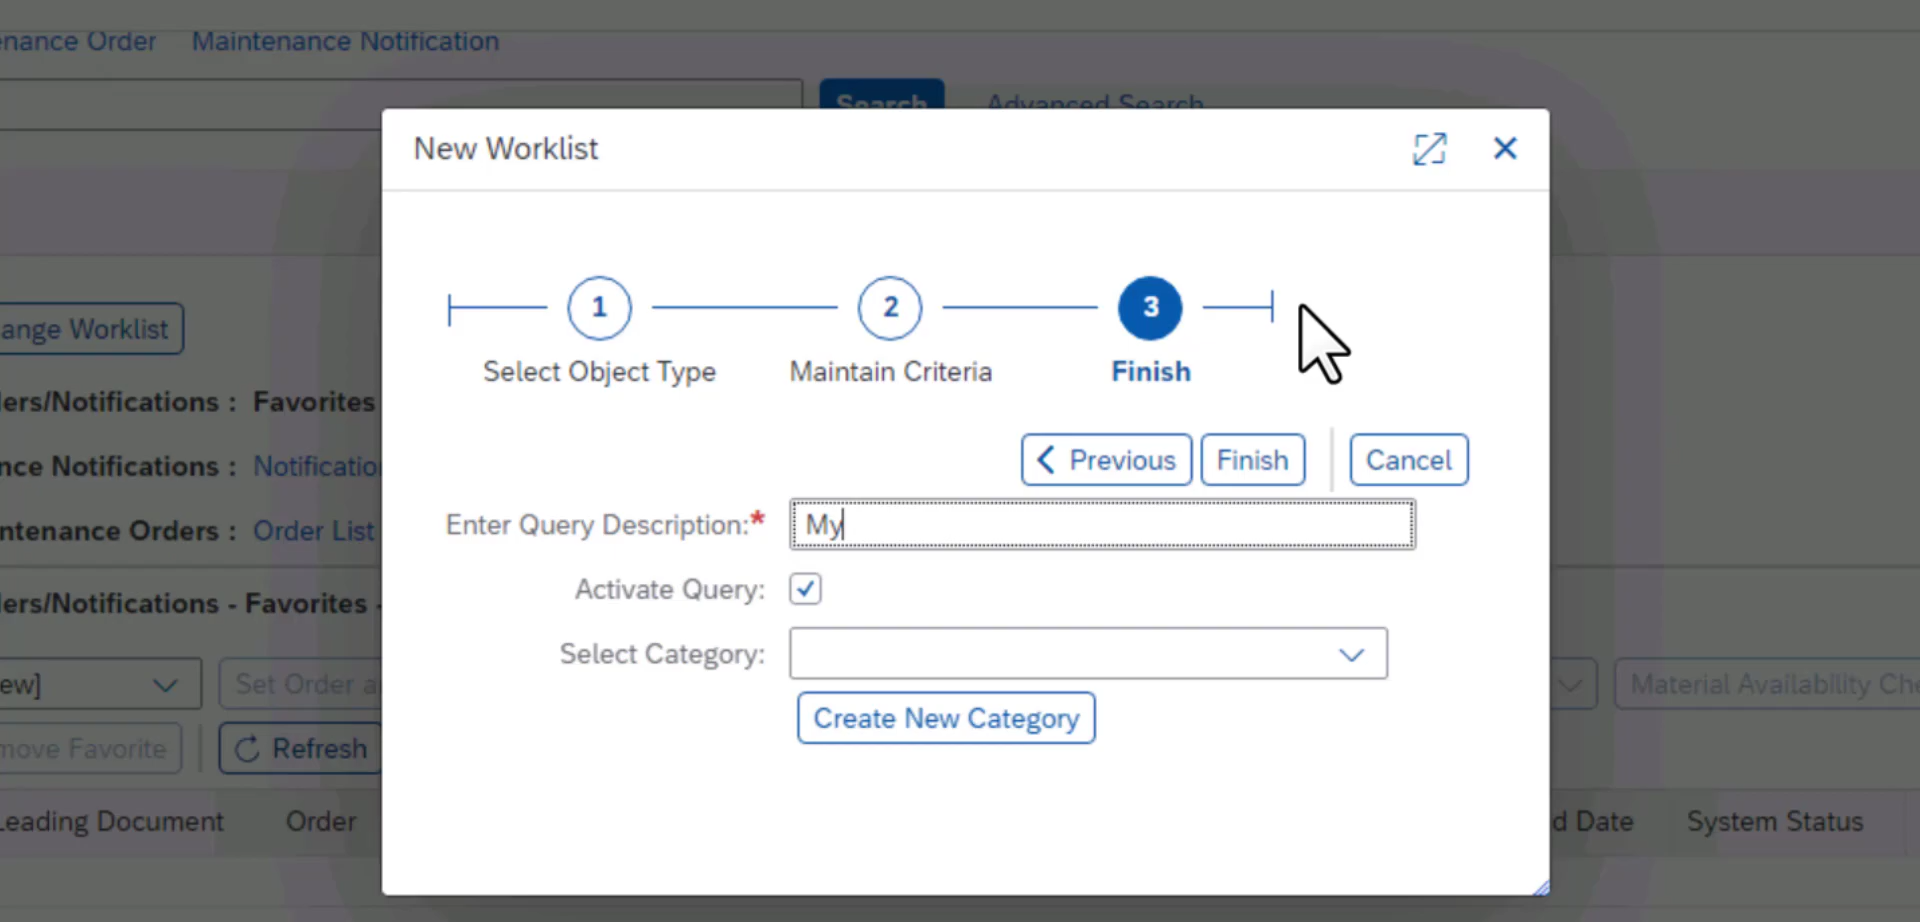 enance Order Maintenance Notification
Search Advanced Search
New Worklist
1 2 3
Select Object Type Maintain Criteria Finish
ange Worklist
Previous Finish Cancel
lers/Notifications : Favorites
nce Notifications : Notificatio
Enter Query Description:* My
ntenance Orders : Order List
Activate Query:
lers/Notifications - Favorites -
Select Category:
ew] Set Order a Material Availability Che
Create New Category
move Favorite Refresh
Leading Document Order d Date System Status